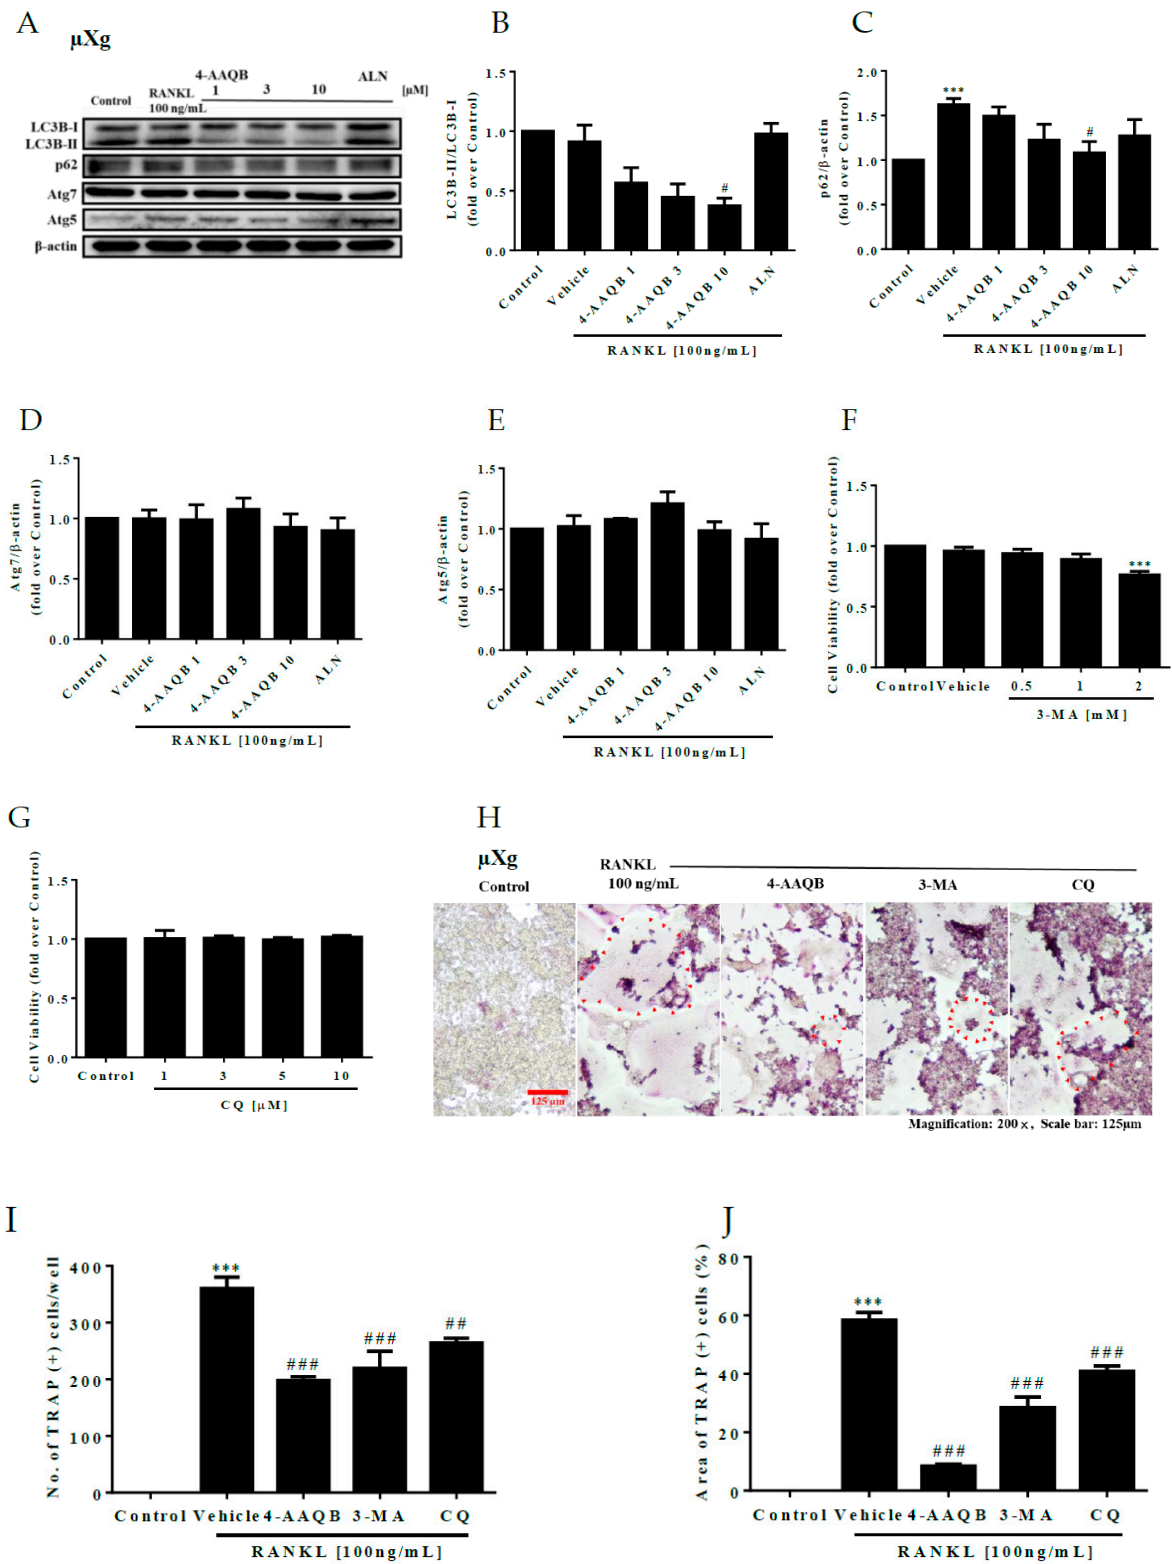 A
μXg
4-AAQB
ALN
Control
RANKL
100 ng/mL
1
3
10
[μM]
LC3B-I
LC3B-II
p62
Atg7
Atg5
β-actin
B
LC3B-II/LC3B-I
(fold over Control)
1.5
1.0
0.5
0.0
#
Control
Vehicle
4-AAQB 1
4-AAQB 3
4-AAQB 10
ALN
RANKL [100ng/mL]
C
p62/β-actin
(fold over Control)
2.0
1.5
1.0
0.5
0.0
***
#
Control
Vehicle
4-AAQB 1
4-AAQB 3
4-AAQB 10
ALN
RANKL [100ng/mL]
D
Atg7/β-actin
(fold over Control)
1.5
1.0
0.5
0.0
Control
Vehicle
4-AAQB 1
4-AAQB 3
4-AAQB 10
ALN
RANKL [100ng/mL]
E
Atg5/β-actin
(fold over Control)
1.5
1.0
0.5
0.0
Control
Vehicle
4-AAQB 1
4-AAQB 3
4-AAQB 10
ALN
RANKL [100ng/mL]
F
Cell Viability (fold over Control)
1.5
1.0
0.5
0.0
***
Control Vehicle 0.5 1 2
3-MA [mM]
G
Cell Viability (fold over Control)
1.5
1.0
0.5
0.0
Control 1 3 5 10
CQ [μM]
H
μXg
Control
RANKL
100 ng/mL
4-AAQB
3-MA
CQ
125 μm
Magnification: 200×, Scale bar: 125μm
I
No. of TRAP (+) cells/well
400
300
200
100
0
***
###
###
##
Control Vehicle 4-AAQB 3-MA CQ
RANKL [100ng/mL]
J
Area of TRAP (+) cells (%)
80
60
40
20
0
***
###
###
###
Control Vehicle 4-AAQB 3-MA CQ
RANKL [100ng/mL]